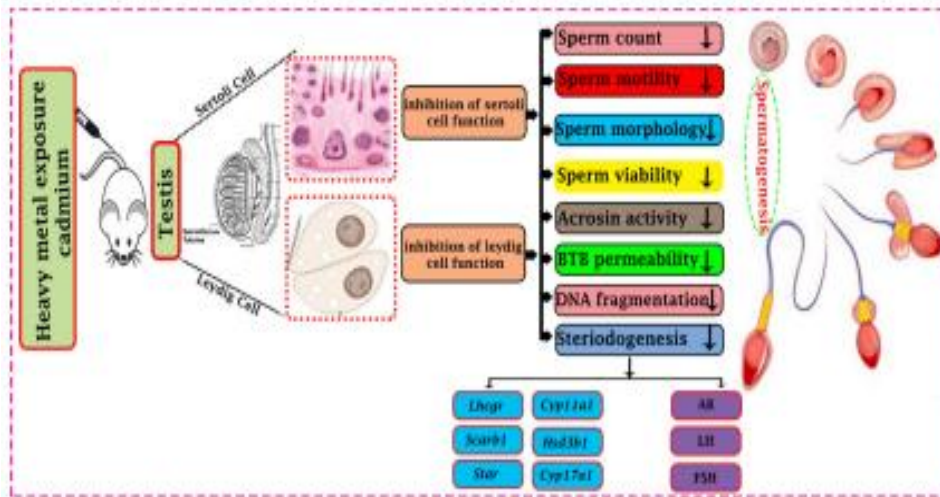 Heavy metal exposure
cadmium
Testis
Sertoli Cell
Leydig Cell
Inhibition of sertoli
cell function
Inhibition of leydig
cell function
Sperm count ↓
Sperm motility ↓
Sperm morphology ↓
Sperm viability ↓
Acrosin activity ↓
BTB permeability ↓
DNA fragmentation ↓
Steriodogenesis ↓
Spermatogenesis
Lhcgr
Cyp11a1
AR
Scarb1
Hsd3b1
LH
Star
Cyp17a1
FSH